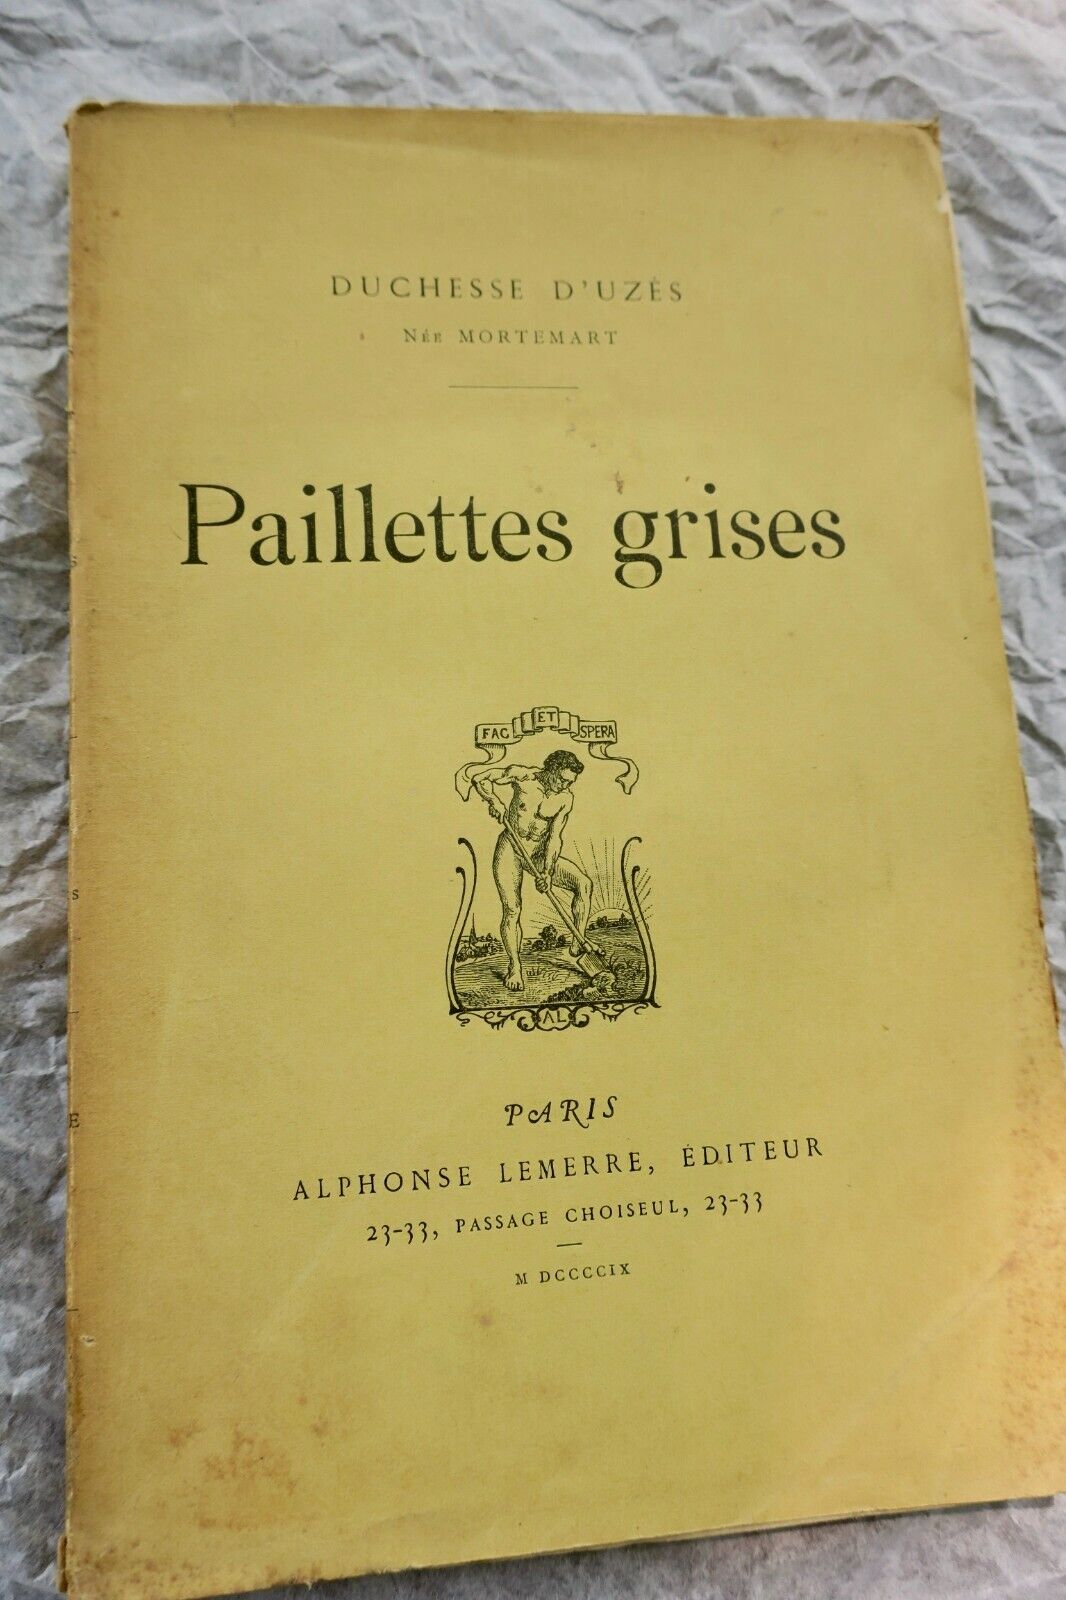 DUCHESSE D'UZÈS
NÉE MORTEMART
Paillettes grises
FAC ET SPERA
AL
PARIS
ALPHONSE LEMERRE, ÉDITEUR
23-33, PASSAGE CHOISEUL, 23-33
M DCCCCIX
S
E